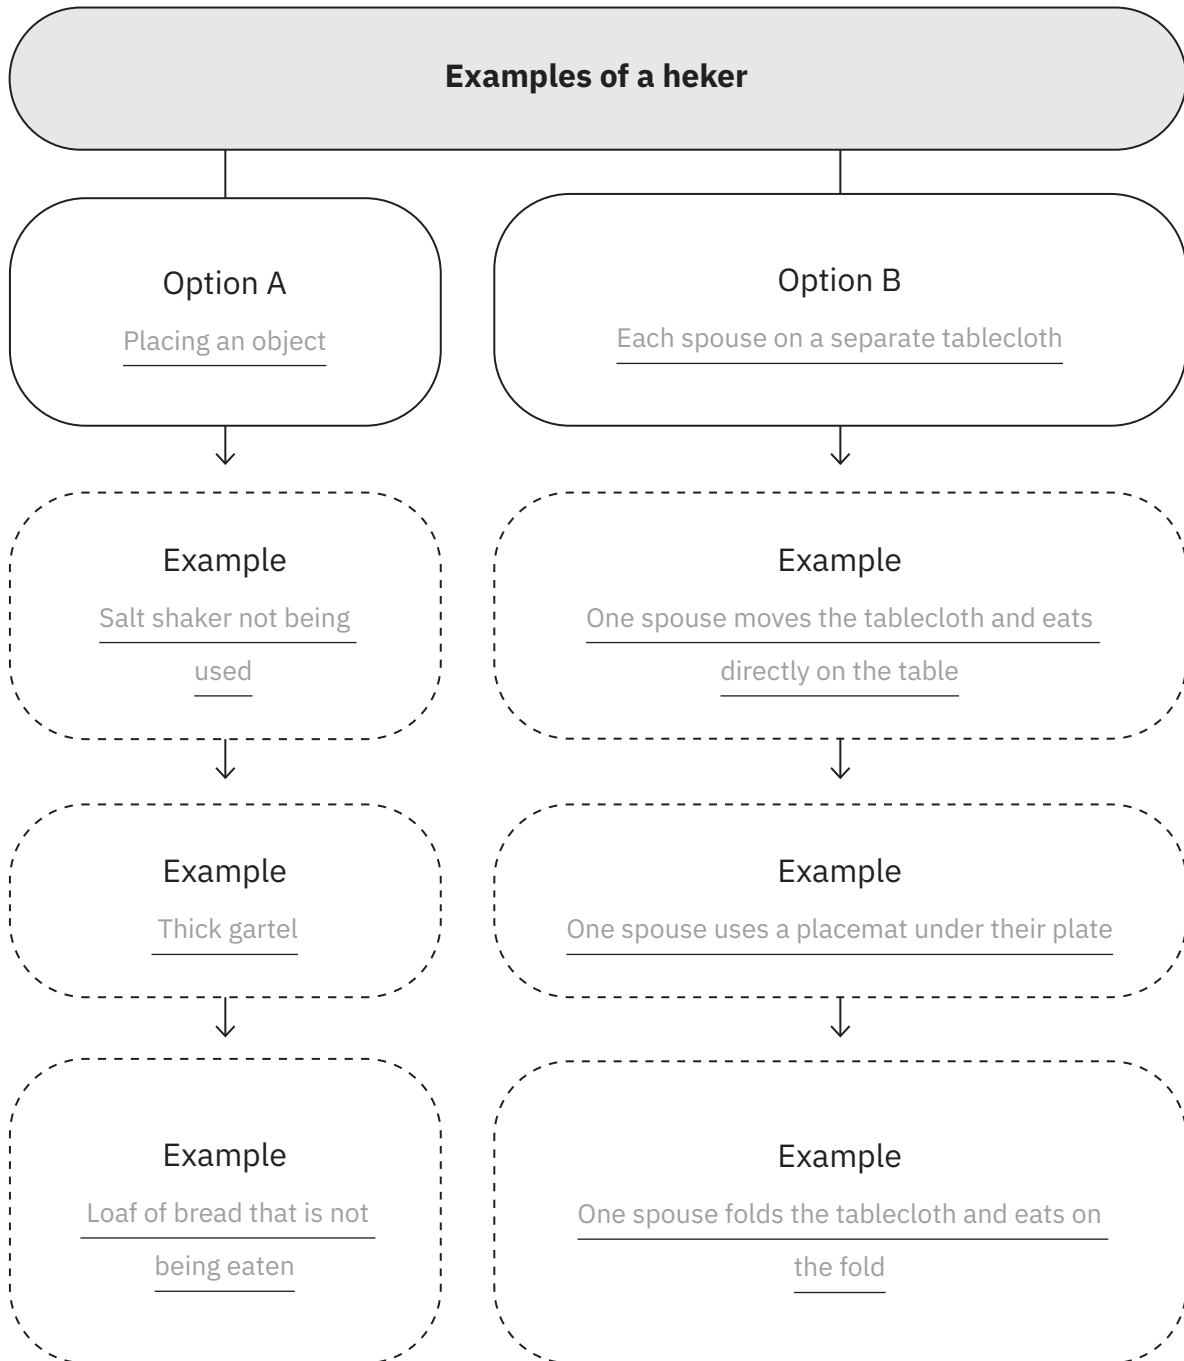 Examples of a heker
Option A
Placing an object
Example
Salt shaker not being
used
Example
Thick gartel
Example
Loaf of bread that is not
being eaten
Option B
Each spouse on a separate tablecloth
Example
One spouse moves the tablecloth and eats
directly on the table
Example
One spouse uses a placemat under their plate
Example
One spouse folds the tablecloth and eats on
the fold